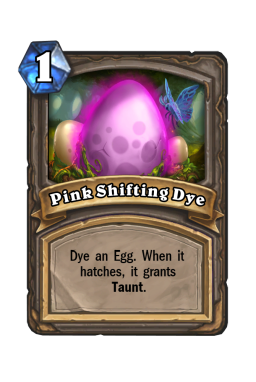 1
Pink Shifting Dye
Dye an Egg. When it
hatches, it grants
Taunt.